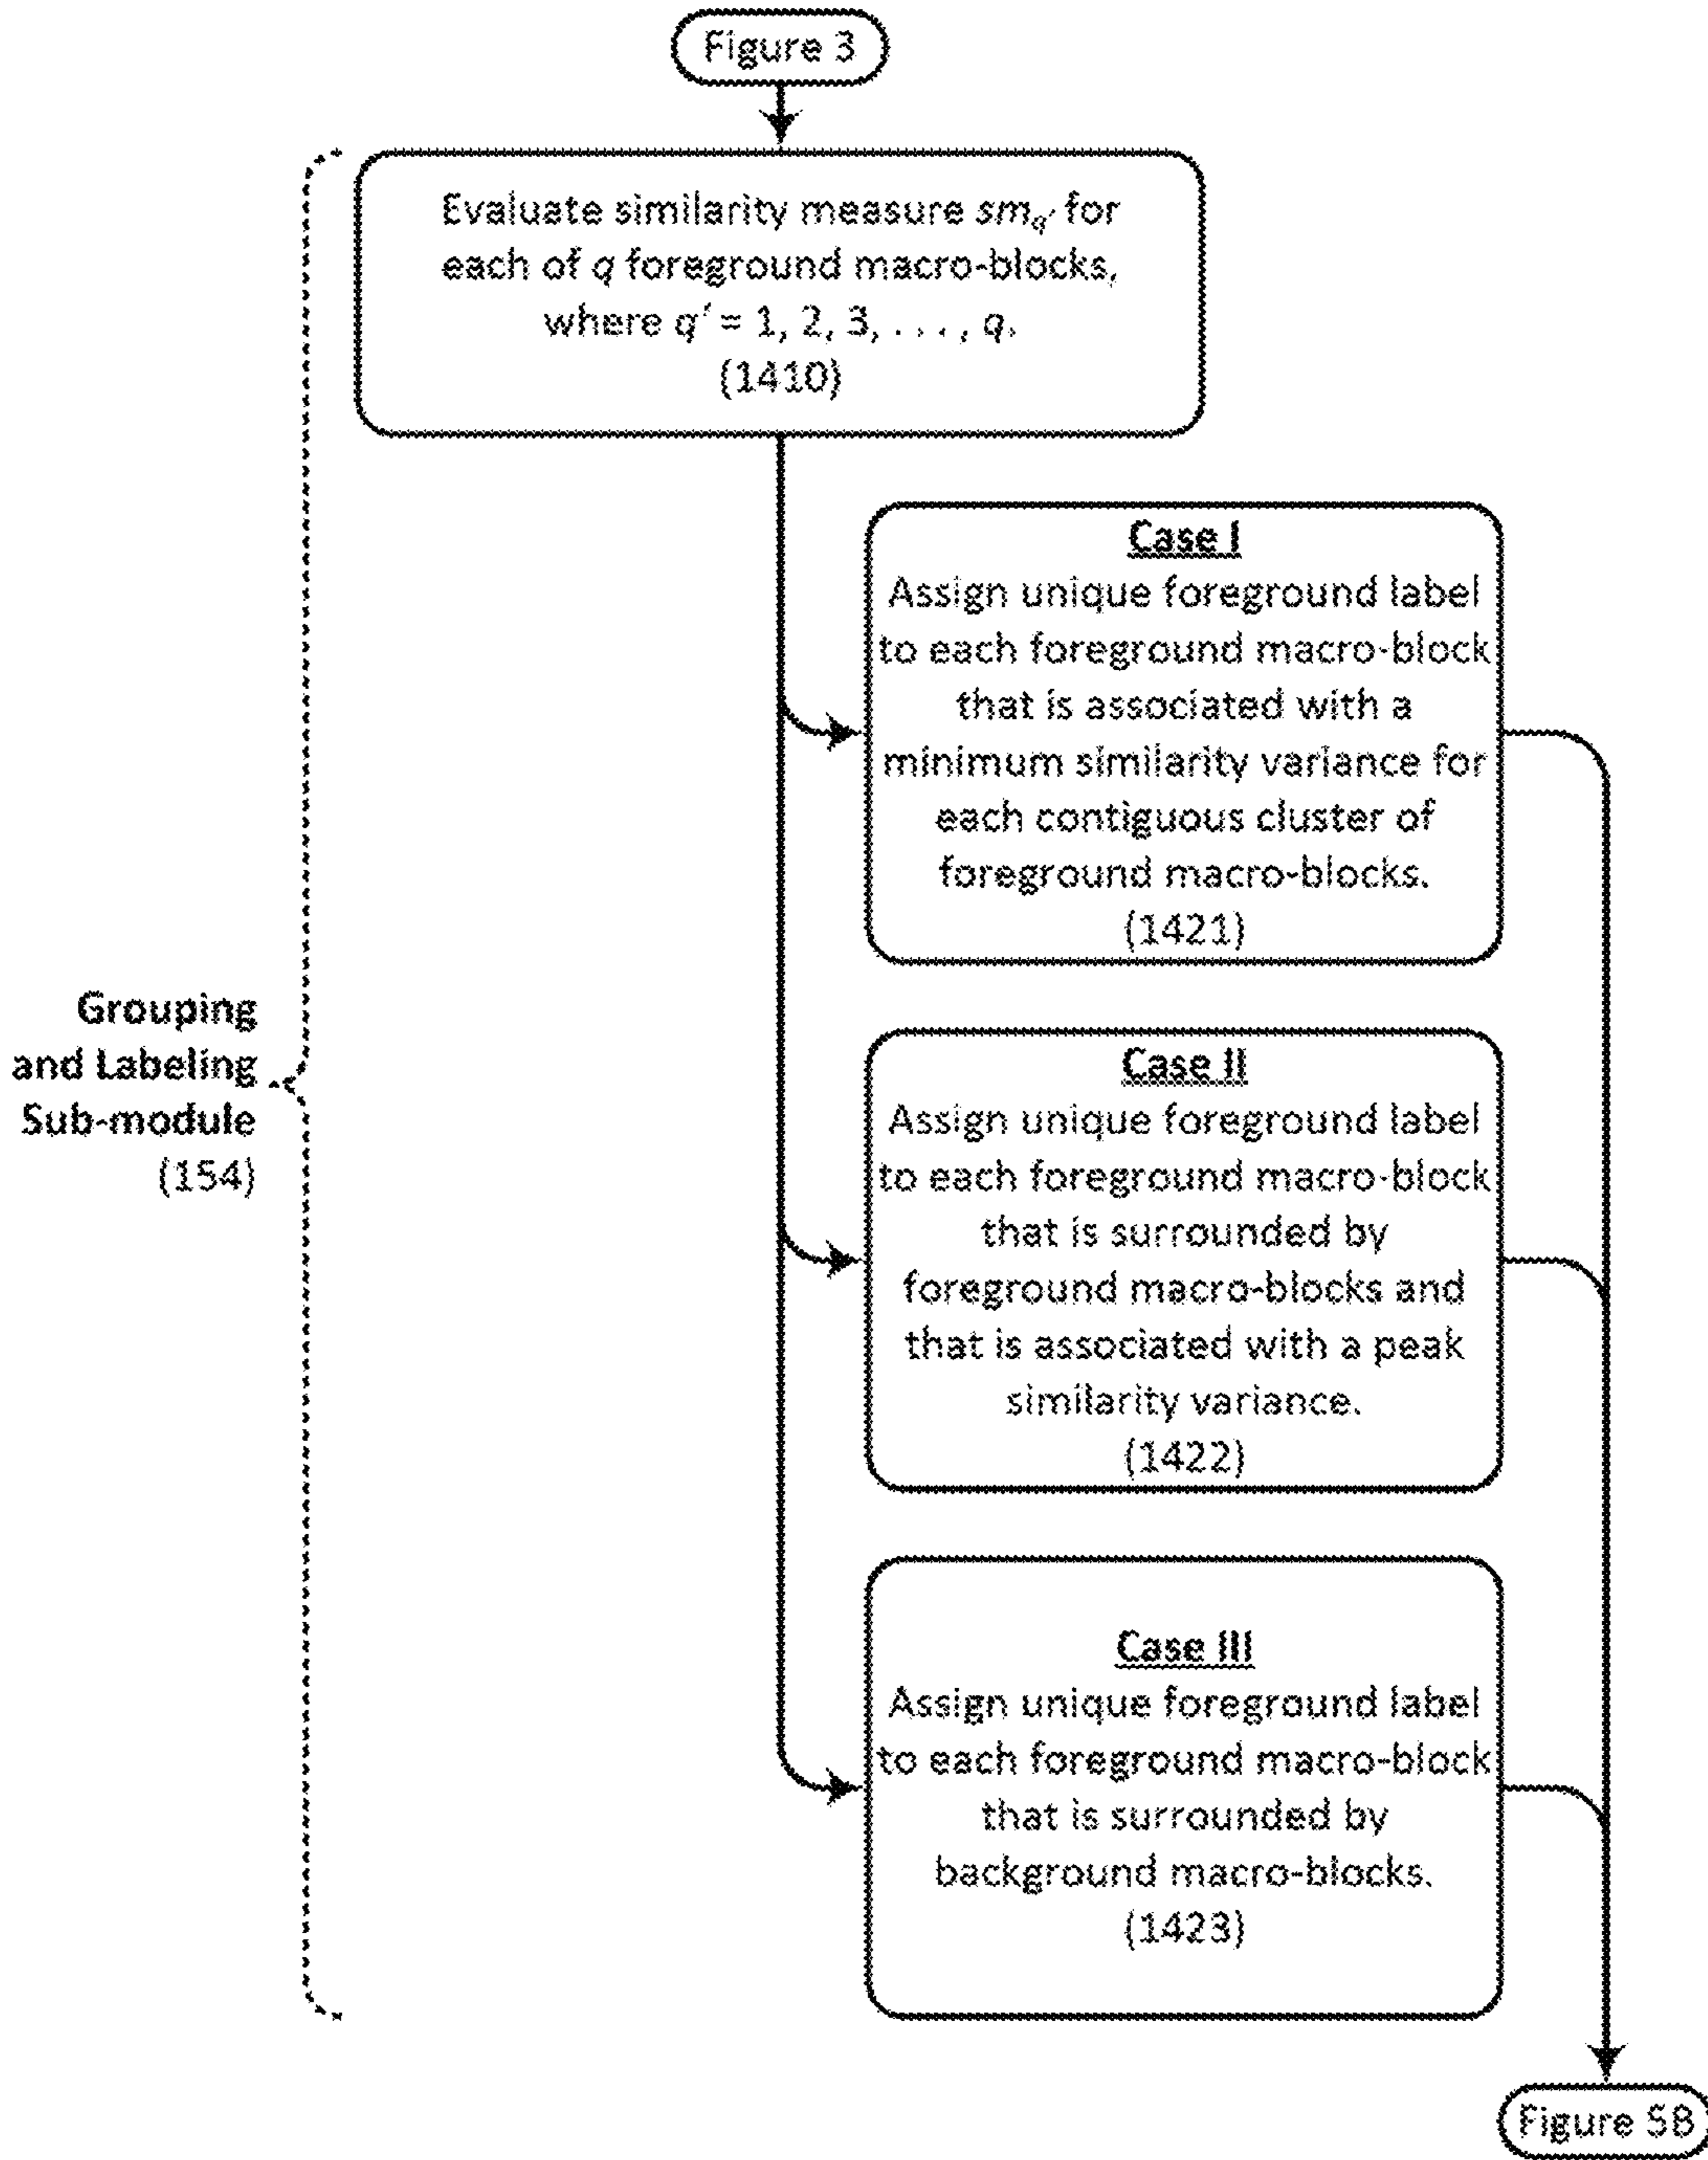 Figure 3
Evaluate similarity measure sm_q′ for
each of q foreground macro-blocks,
where q′ = 1, 2, 3, . . . , q.
(1410)
Case I
Assign unique foreground label
to each foreground macro-block
that is associated with a
minimum similarity variance for
each contiguous cluster of
foreground macro-blocks.
(1421)
Grouping
and Labeling
Sub-module
(154)
Case II
Assign unique foreground label
to each foreground macro-block
that is surrounded by
foreground macro-blocks and
that is associated with a peak
similarity variance.
(1422)
Case III
Assign unique foreground label
to each foreground macro-block
that is surrounded by
background macro-blocks.
(1423)
Figure 5B